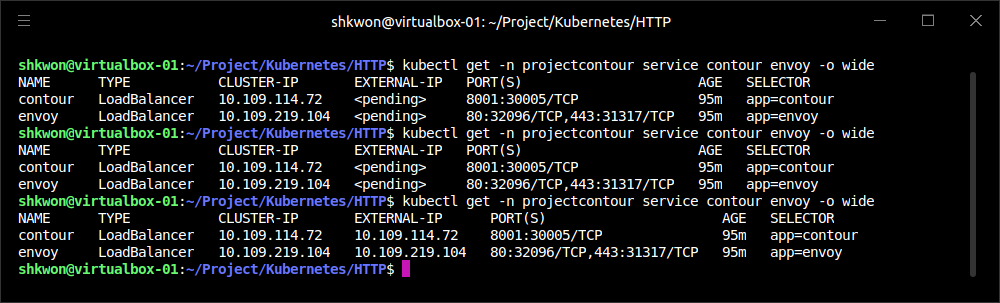 shkwon@virtualbox-01: ~/Project/Kubernetes/HTTP
shkwon@virtualbox-01:~/Project/Kubernetes/HTTP$ kubectl get -n projectcontour service contour envoy -o wide
NAME      TYPE           CLUSTER-IP       EXTERNAL-IP   PORT(S)                      AGE   SELECTOR
contour   LoadBalancer   10.109.114.72    <pending>     8001:30005/TCP               95m   app=contour
envoy     LoadBalancer   10.109.219.104   <pending>     80:32096/TCP,443:31317/TCP   95m   app=envoy
shkwon@virtualbox-01:~/Project/Kubernetes/HTTP$ kubectl get -n projectcontour service contour envoy -o wide
NAME      TYPE           CLUSTER-IP       EXTERNAL-IP   PORT(S)                      AGE   SELECTOR
contour   LoadBalancer   10.109.114.72    <pending>     8001:30005/TCP               95m   app=contour
envoy     LoadBalancer   10.109.219.104   <pending>     80:32096/TCP,443:31317/TCP   95m   app=envoy
shkwon@virtualbox-01:~/Project/Kubernetes/HTTP$ kubectl get -n projectcontour service contour envoy -o wide
NAME      TYPE           CLUSTER-IP       EXTERNAL-IP      PORT(S)                      AGE   SELECTOR
contour   LoadBalancer   10.109.114.72    10.109.114.72    8001:30005/TCP               95m   app=contour
envoy     LoadBalancer   10.109.219.104   10.109.219.104   80:32096/TCP,443:31317/TCP   95m   app=envoy
shkwon@virtualbox-01:~/Project/Kubernetes/HTTP$